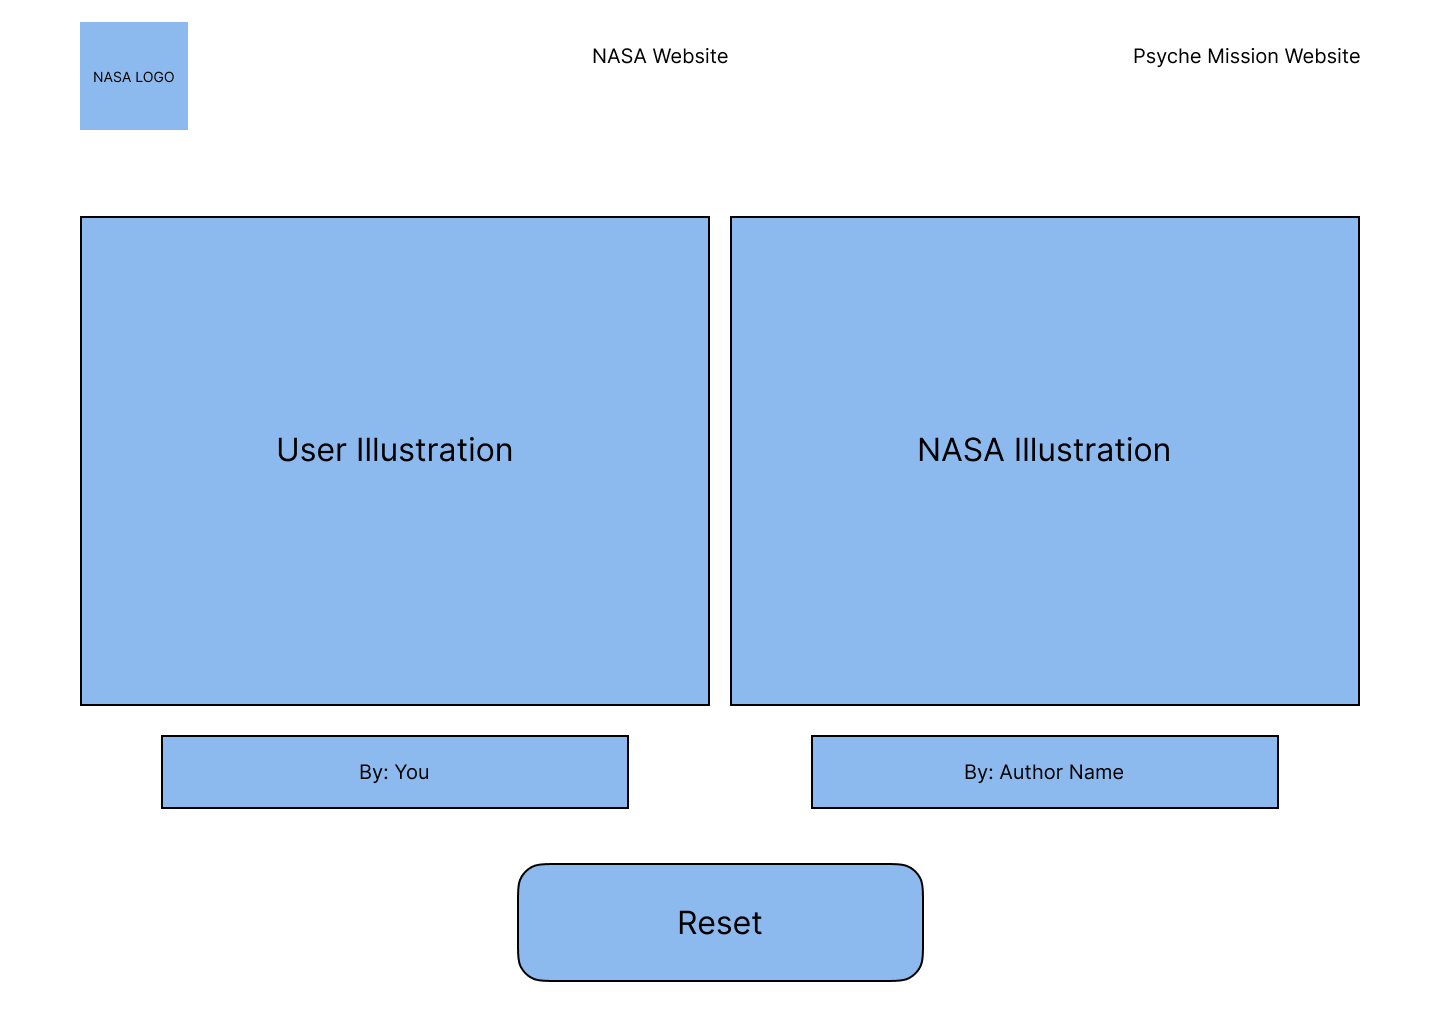 NASA LOGO
NASA Website
Psyche Mission Website
User Illustration
NASA Illustration
By: You
By: Author Name
Reset